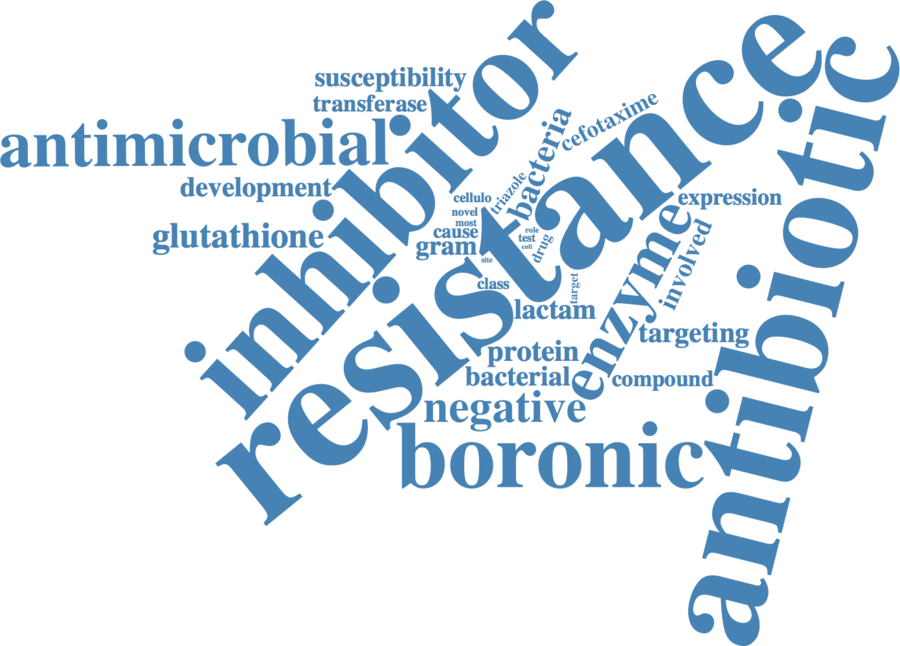 susceptibility
transferase
antimicrobial
inhibitor
resistance
antibiotic
development
glutathione
bacteria
cefotaxime
triazole
cellulo
novel
most
cause
gram
role
test
coli
drug
site
class
target
lactam
expression
involved
enzyme
targeting
protein
bacterial
compound
negative
boronic